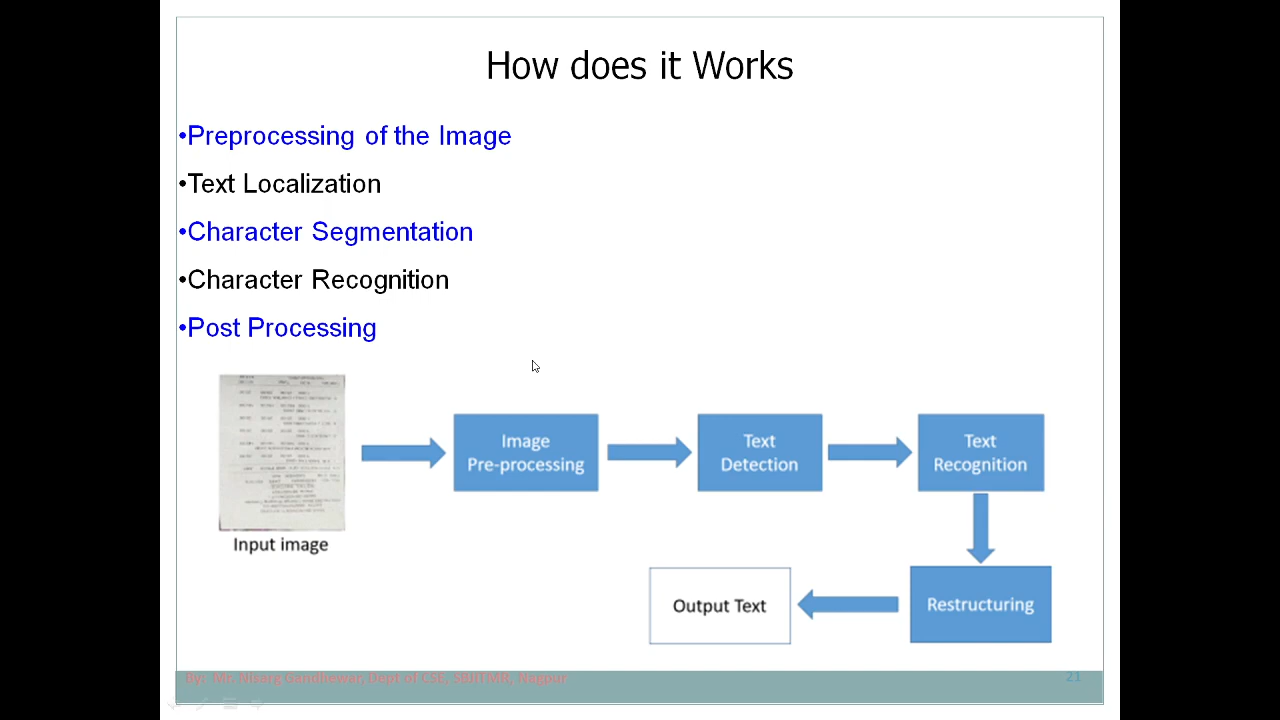 How does it Works
•Preprocessing of the Image
•Text Localization
•Character Segmentation
•Character Recognition
•Post Processing
Input image
Image
Pre-processing
Text
Detection
Text
Recognition
Restructuring
Output Text
By: Mr. Nisarg Gandhewar, Dept of CSE, SBJITMR, Nagpur
21